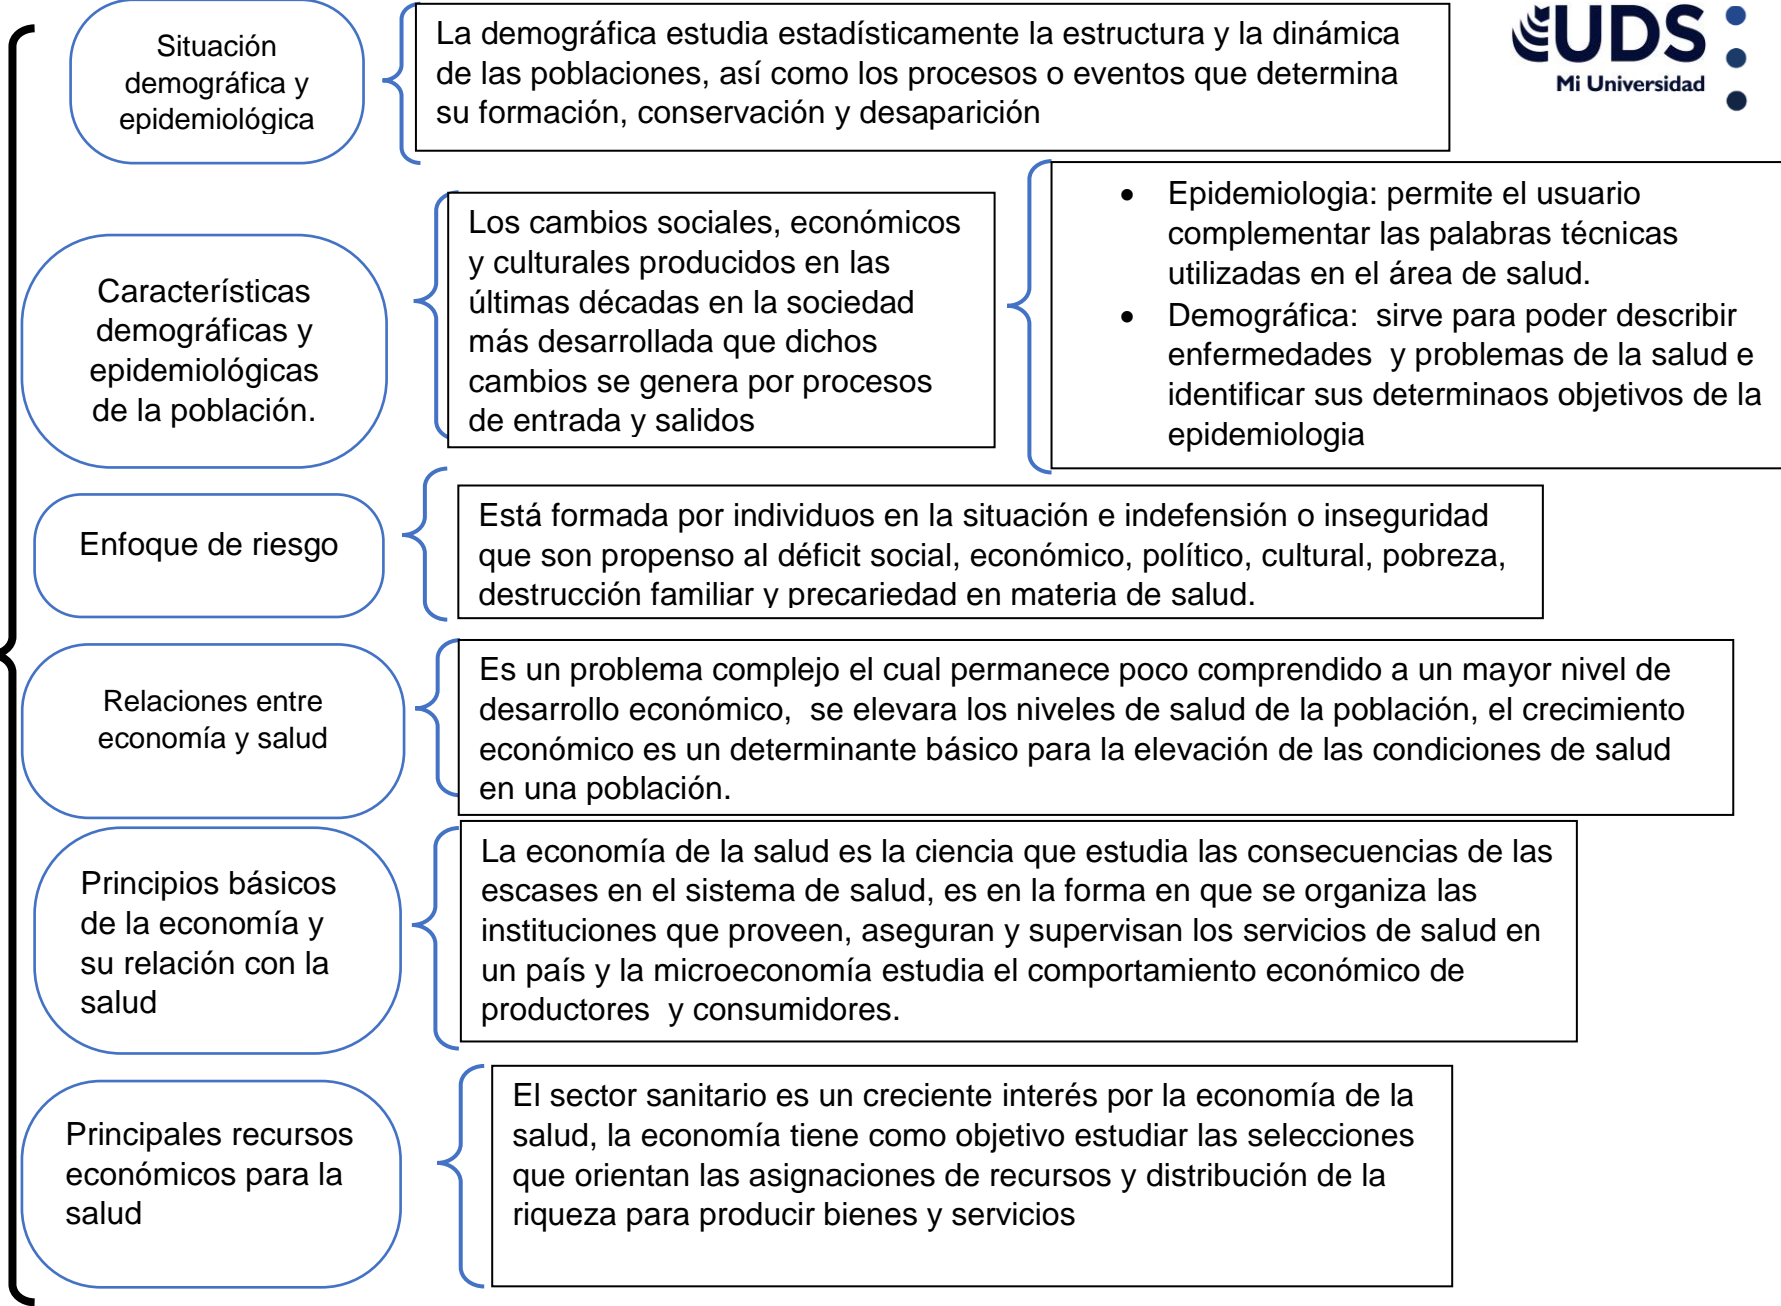 Situación
demográfica y
epidemiológica
La demográfica estudia estadísticamente la estructura y la dinámica
de las poblaciones, así como los procesos o eventos que determina
su formación, conservación y desaparición
UDS
Mi Universidad
Características
demográficas y
epidemiológicas
de la población.
Los cambios sociales, económicos
y culturales producidos en las
últimas décadas en la sociedad
más desarrollada que dichos
cambios se genera por procesos
de entrada y salidos
• Epidemiologia: permite el usuario
complementar las palabras técnicas
utilizadas en el área de salud.
• Demográfica:  sirve para poder describir
enfermedades  y problemas de la salud e
identificar sus determinaos objetivos de la
epidemiologia
Enfoque de riesgo
Está formada por individuos en la situación e indefensión o inseguridad
que son propenso al déficit social, económico, político, cultural, pobreza,
destrucción familiar y precariedad en materia de salud.
Relaciones entre
economía y salud
Es un problema complejo el cual permanece poco comprendido a un mayor nivel de
desarrollo económico,  se elevara los niveles de salud de la población, el crecimiento
económico es un determinante básico para la elevación de las condiciones de salud
en una población.
Principios básicos
de la economía y
su relación con la
salud
La economía de la salud es la ciencia que estudia las consecuencias de las
escases en el sistema de salud, es en la forma en que se organiza las
instituciones que proveen, aseguran y supervisan los servicios de salud en
un país y la microeconomía estudia el comportamiento económico de
productores  y consumidores.
Principales recursos
económicos para la
salud
El sector sanitario es un creciente interés por la economía de la
salud, la economía tiene como objetivo estudiar las selecciones
que orientan las asignaciones de recursos y distribución de la
riqueza para producir bienes y servicios